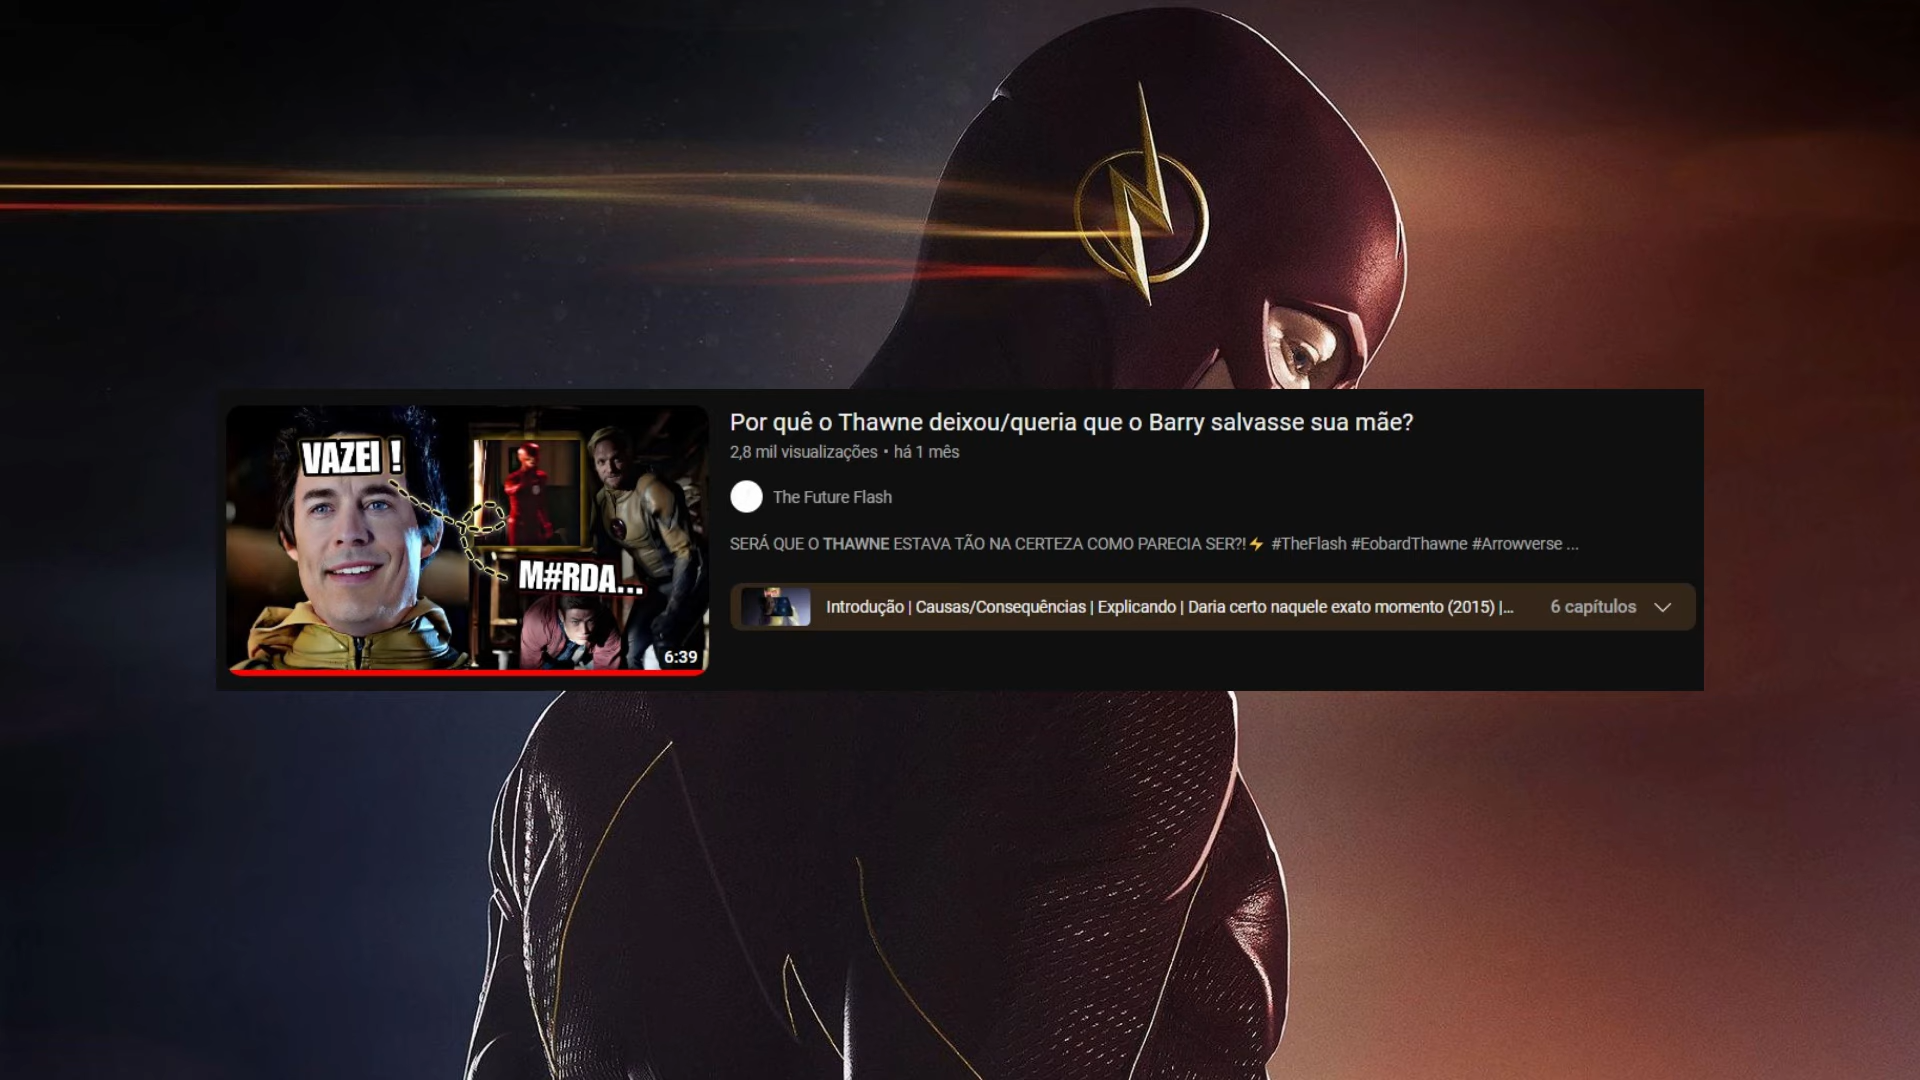 VAZEI !
M#RDA...
6:39
Por quê o Thawne deixou/queria que o Barry salvasse sua mãe?
2,8 mil visualizações • há 1 mês
The Future Flash
SERÁ QUE O THAWNE ESTAVA TÃO NA CERTEZA COMO PARECIA SER?!⚡ #TheFlash #EobardThawne #Arrowverse ...
Introdução | Causas/Consequências | Explicando | Daria certo naquele exato momento (2015) |... 6 capítulos